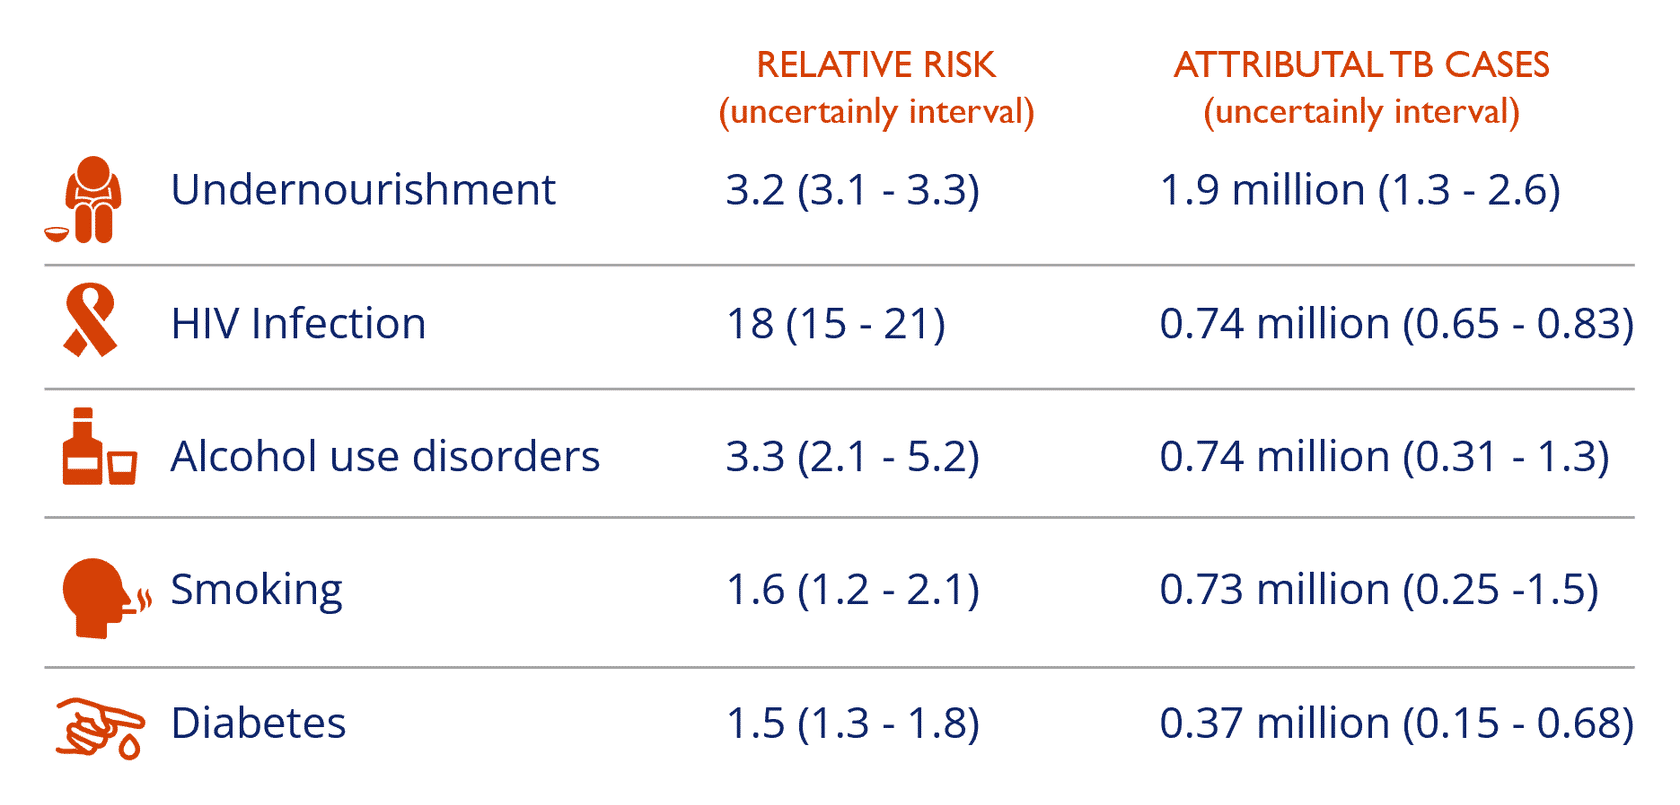 RELATIVE RISK ATTRIBUTAL TB CASES
(uncertainly interval) (uncertainly interval)
Undernourishment 3.2 (3.1 - 3.3) 1.9 million (1.3 - 2.6)
HIV Infection 18 (15 - 21) 0.74 million (0.65 - 0.83)
Alcohol use disorders 3.3 (2.1 - 5.2) 0.74 million (0.31 - 1.3)
Smoking 1.6 (1.2 - 2.1) 0.73 million (0.25 -1.5)
Diabetes 1.5 (1.3 - 1.8) 0.37 million (0.15 - 0.68)